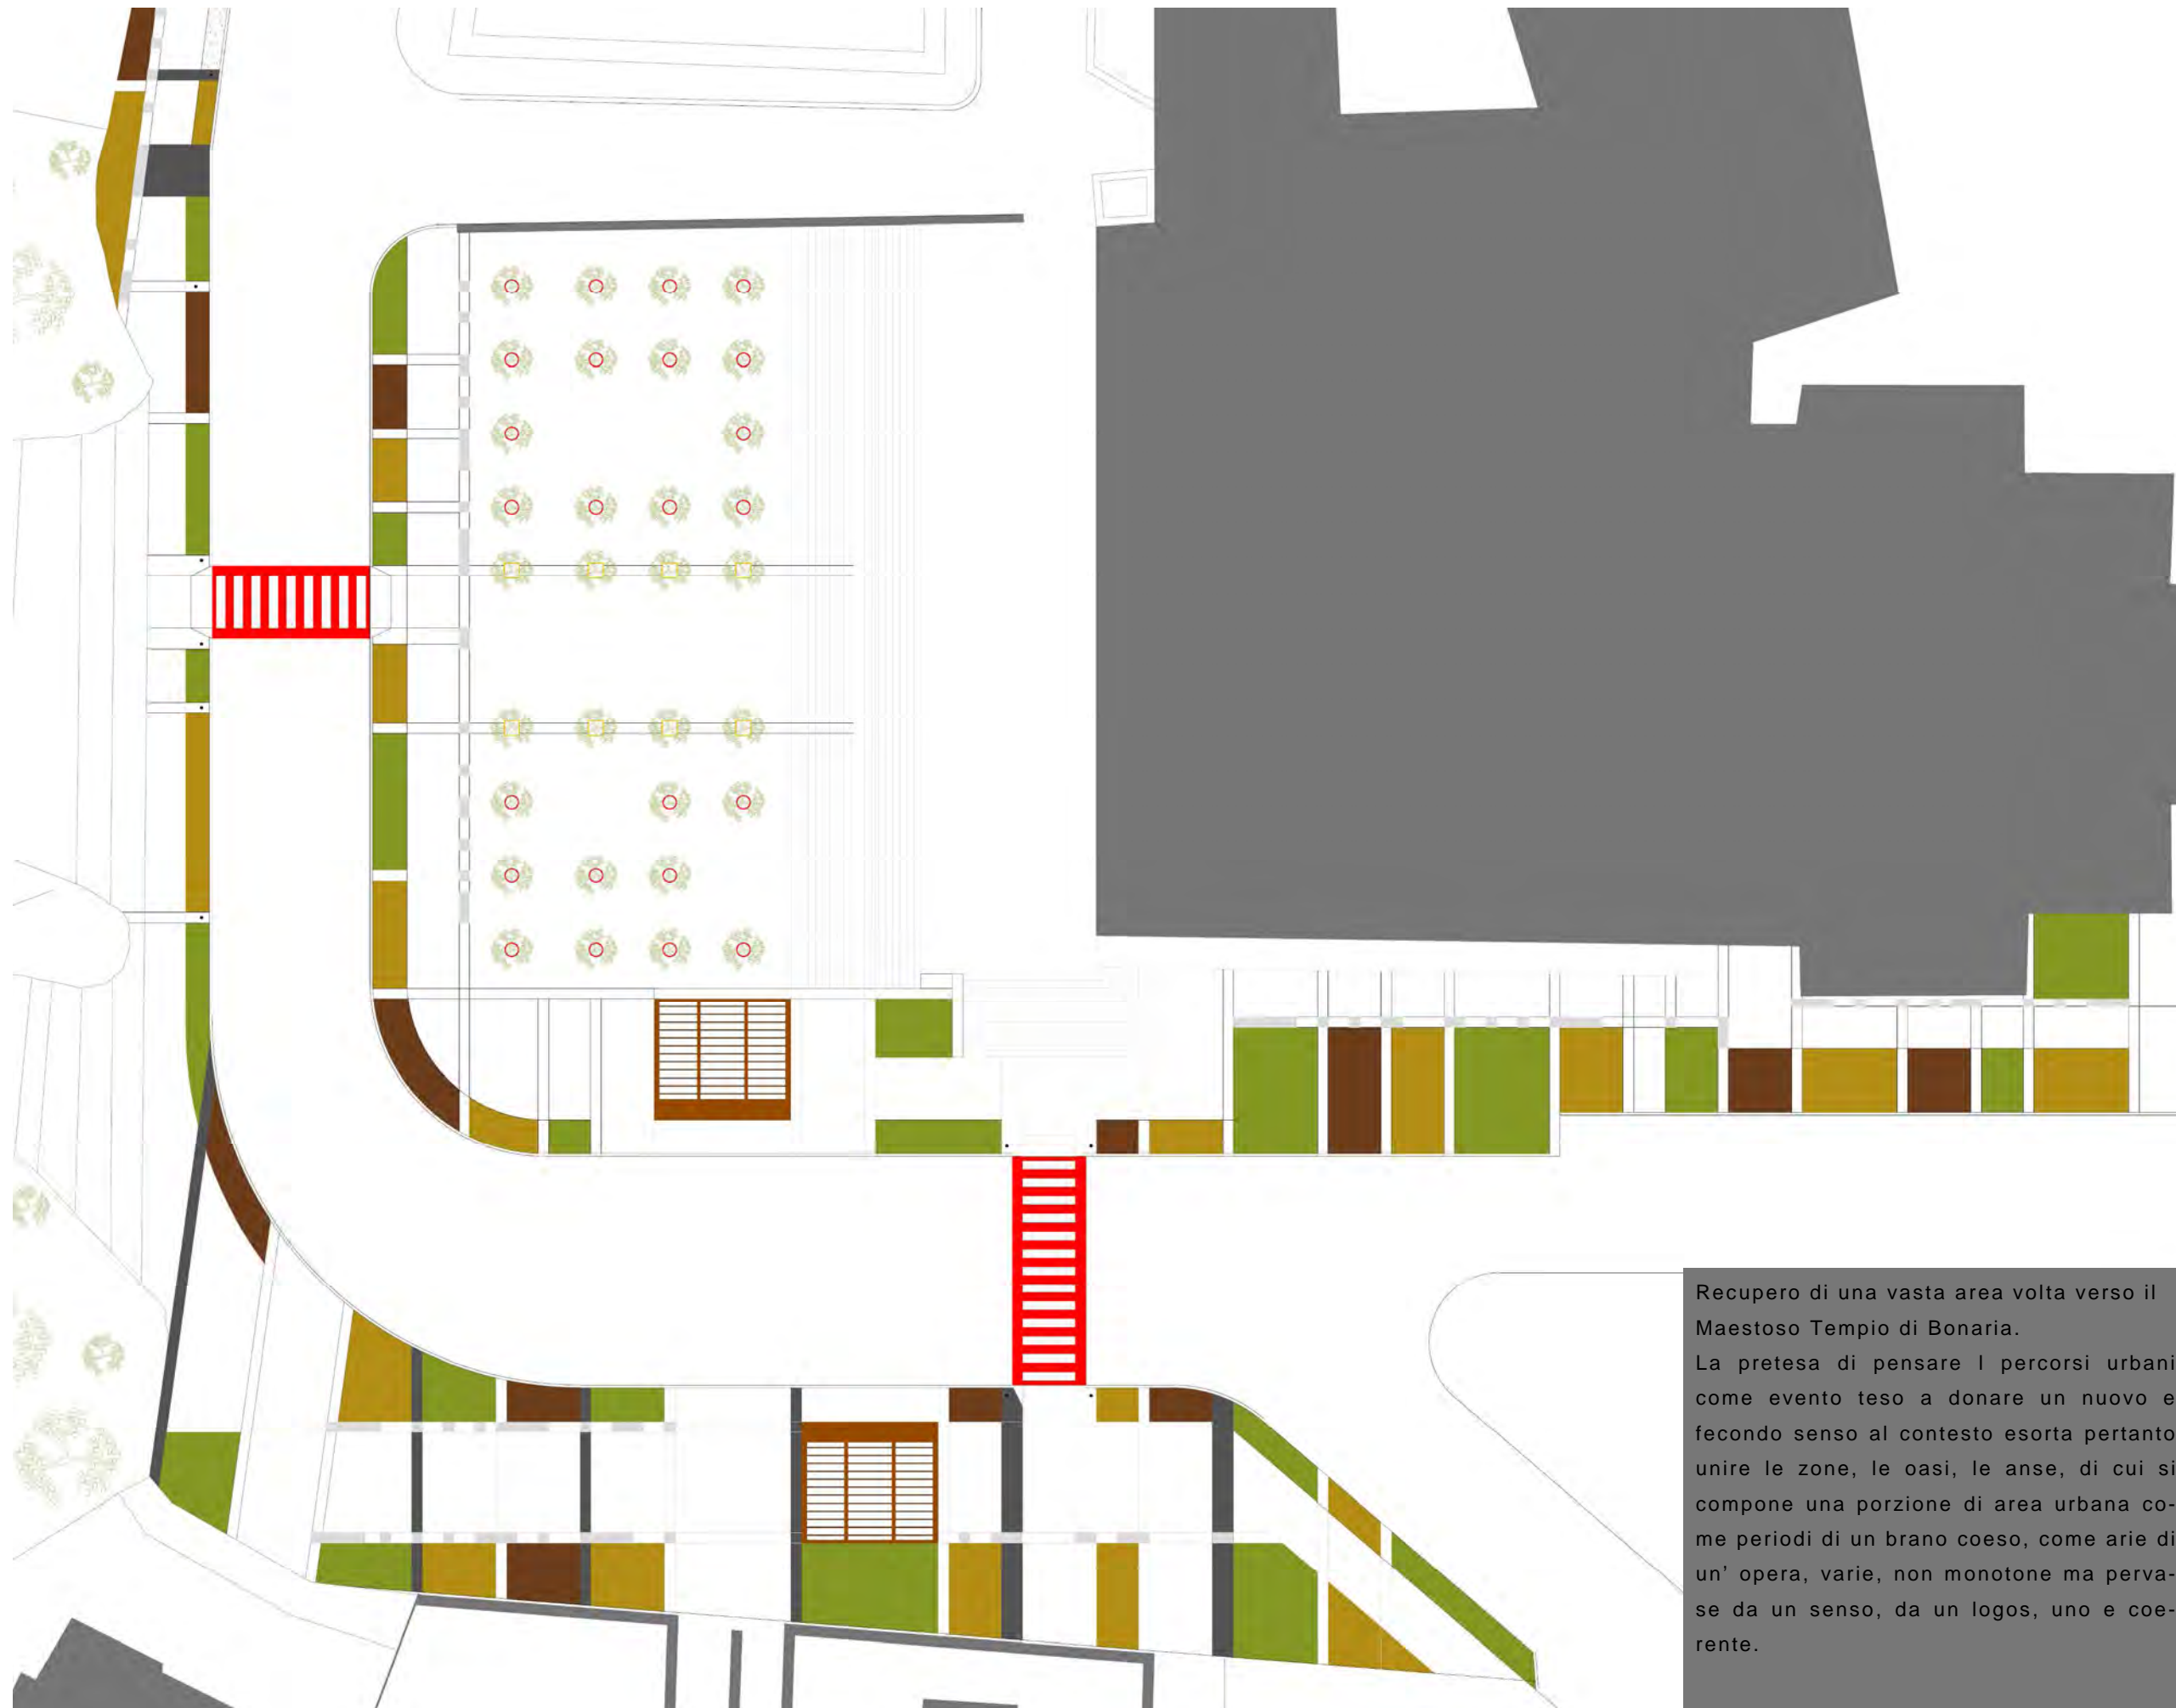 Recupero di una vasta area volta verso il
Maestoso Tempio di Bonaria.
La pretesa di pensare I percorsi urbani
come evento teso a donare un nuovo e
fecondo senso al contesto esorta pertanto
unire le zone, le oasi, le anse, di cui si
compone una porzione di area urbana co-
me periodi di un brano coeso, come arie di
un’ opera, varie, non monotone ma perva-
se da un senso, da un logos, uno e coe-
rente.